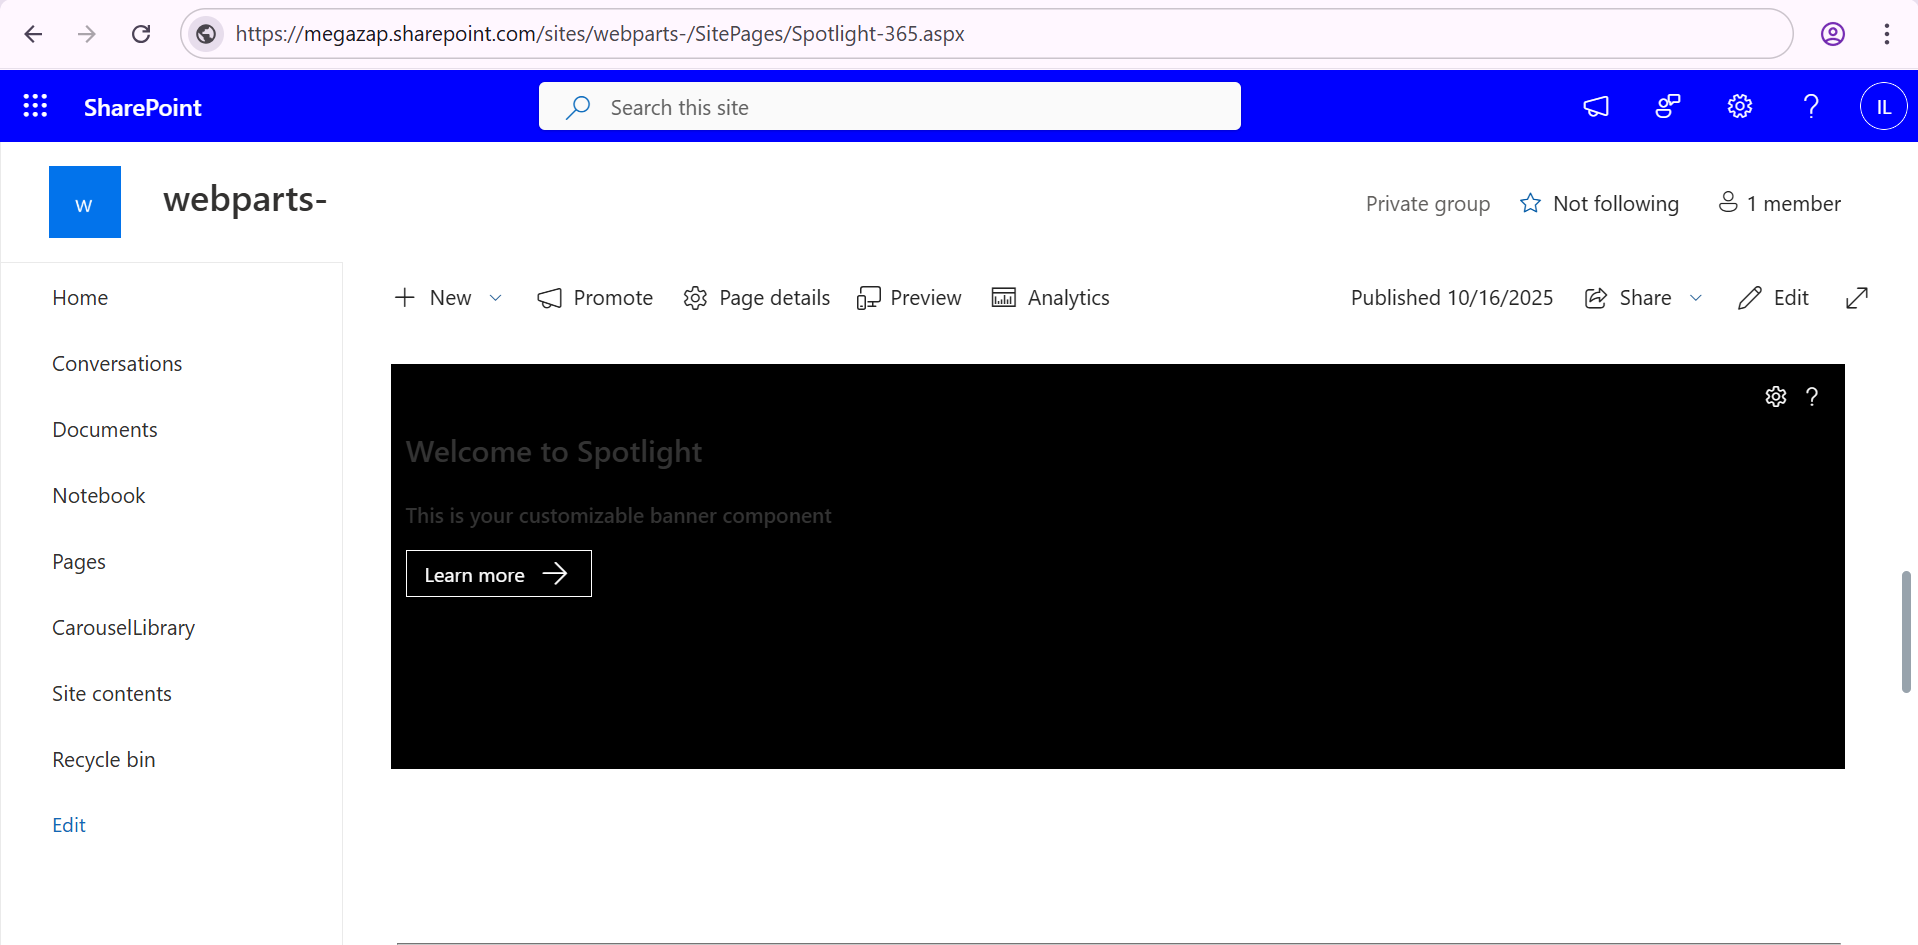 https://megazap.sharepoint.com/sites/webparts-/SitePages/Spotlight-365.aspx
SharePoint
Search this site
?
IL
w
webparts-
Private group
Not following
1 member
Home
Conversations
Documents
Notebook
Pages
CarouselLibrary
Site contents
Recycle bin
Edit
New
Promote
Page details
Preview
Analytics
Published 10/16/2025
Share
Edit
?
Welcome to Spotlight
This is your customizable banner component
Learn more